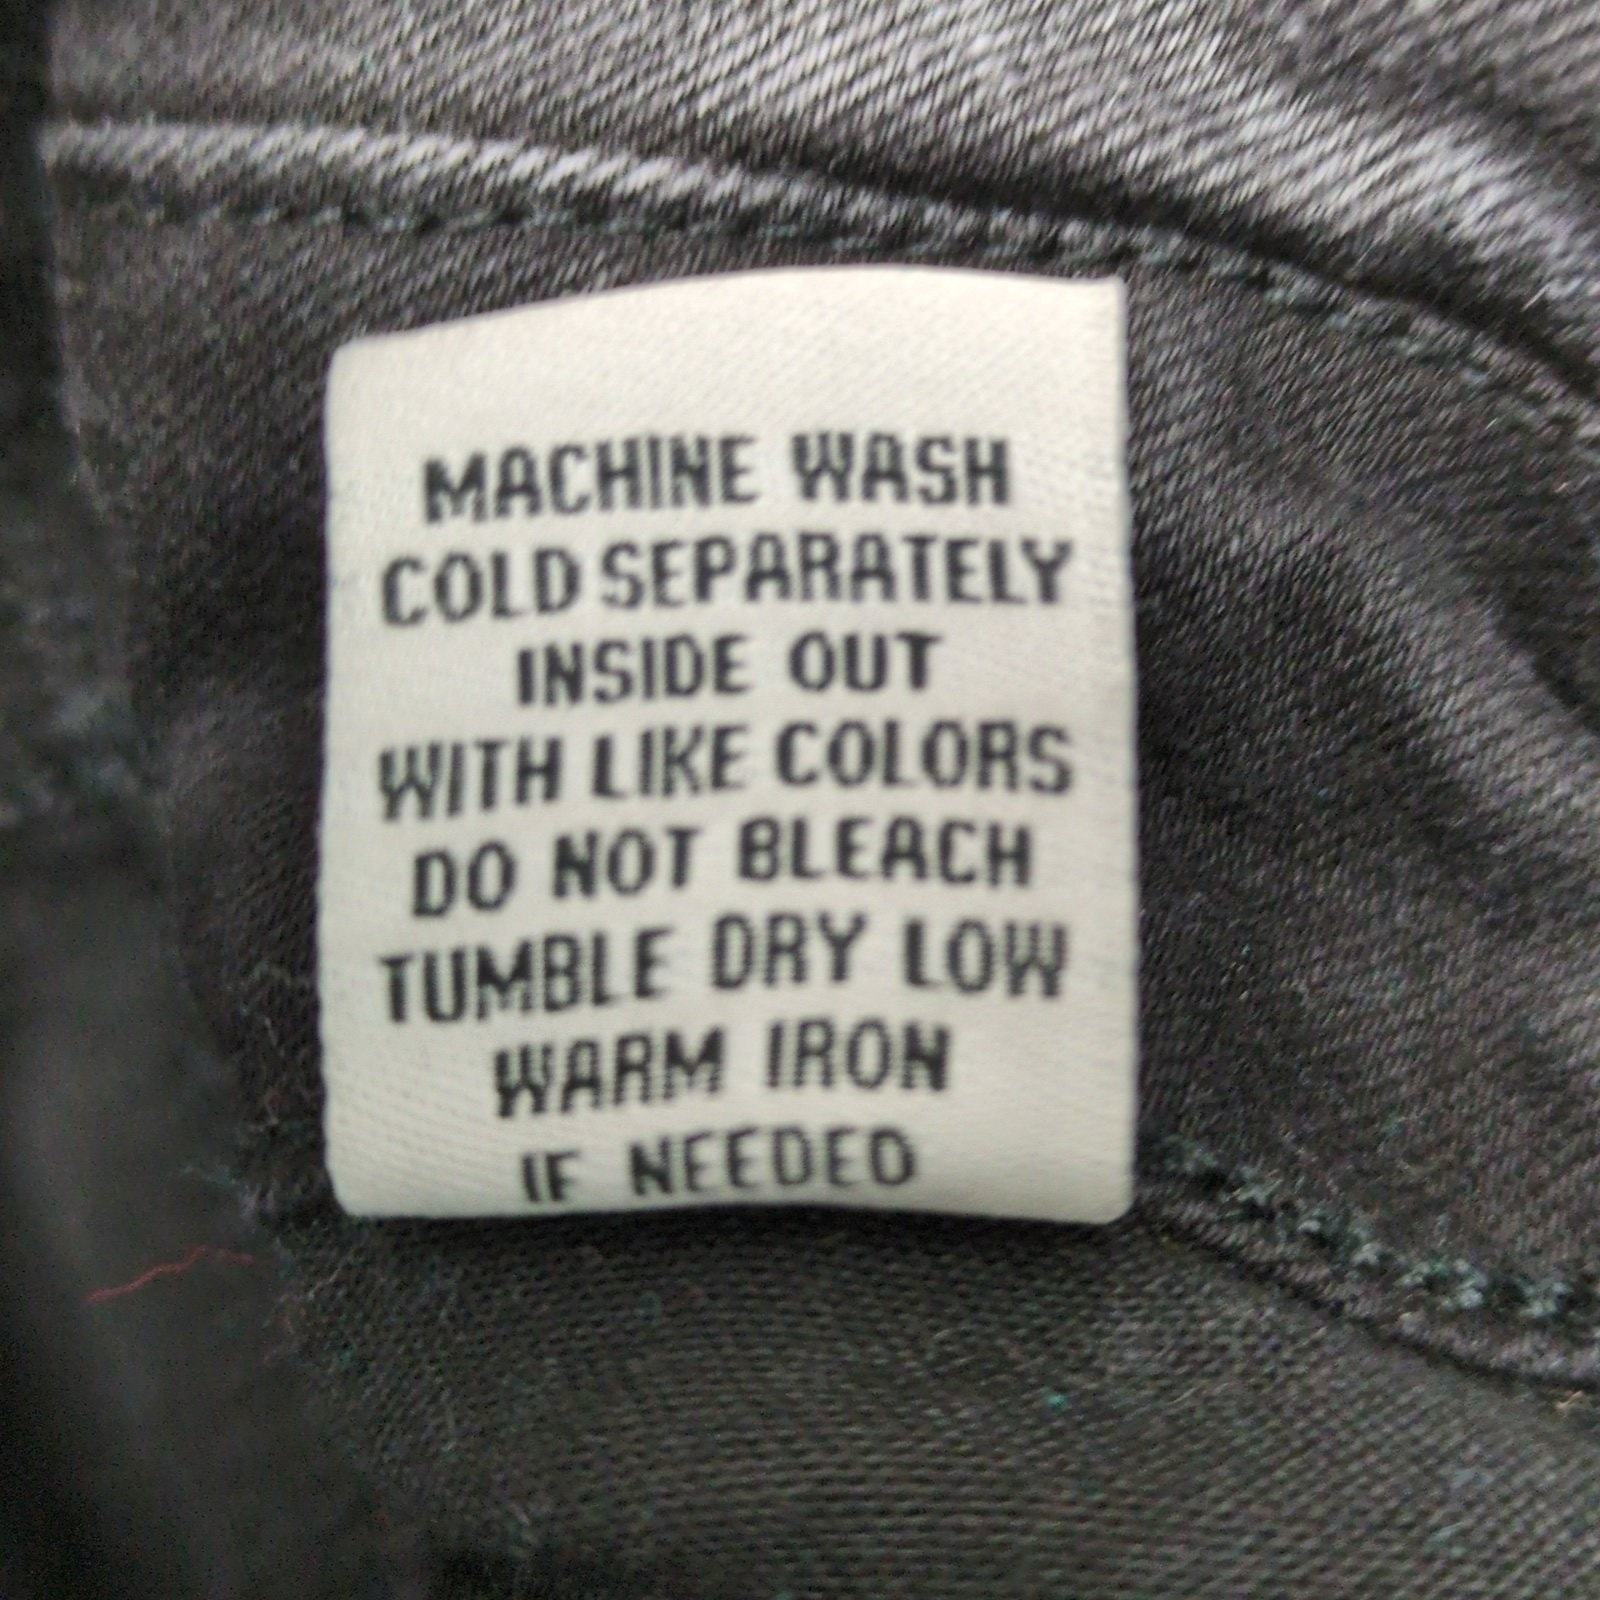 MACHINE WASH
COLD SEPARATELY
INSIDE OUT
WITH LIKE COLORS
DO NOT BLEACH
TUMBLE DRY LOW
WARM IRON
IF NEEDED